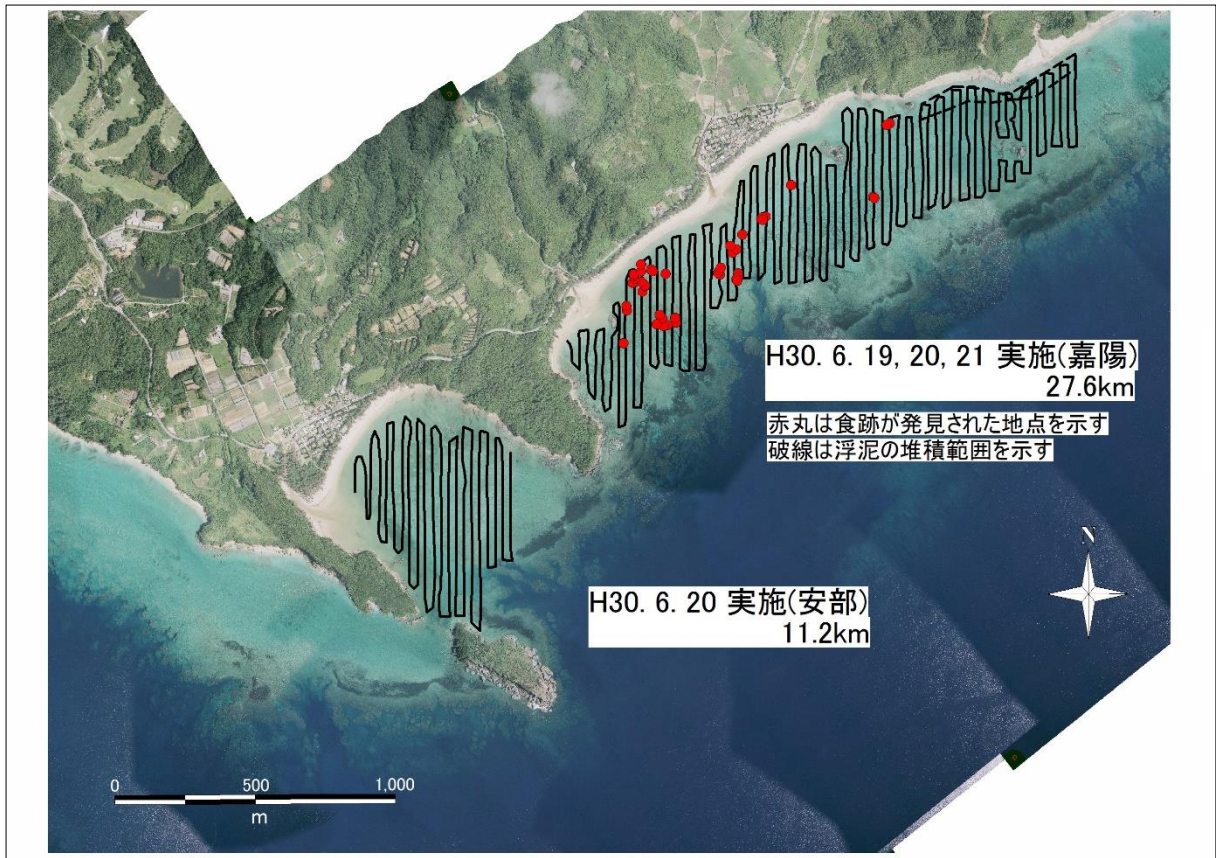 H30. 6. 19, 20, 21 実施(嘉陽)
27.6km
赤丸は食跡が発見された地点を示す
破線は浮泥の堆積範囲を示す
N
H30. 6. 20 実施(安部)
11.2km
0 500 1,000
m